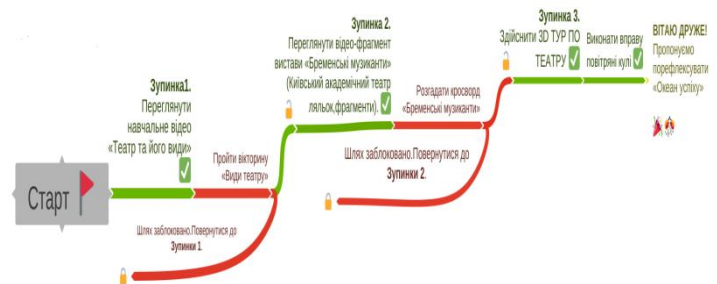 Старт
Зупинка1.
Переглянути
навчальне відео
«Театр та його види»
Пройти вікторину
«Види театру»
Шлях заблоковано.Повернутися до
Зупинки 1.
Зупинка 2.
Переглянути відео-фрагмент
вистави «Бременські музиканти»
(Київський академічний театр
ляльок,фрагменти).
Розгадати кросворд
«Бременські музиканти»
Шлях заблоковано.Повернутися до
Зупинки 2.
Зупинка 3.
Здійснити 3D ТУР ПО
ТЕАТРУ
Виконати вправу
повітряні кулі
ВІТАЮ ДРУЖЕ!
Пропонуємо
порефлексувати
«Океан успіху»